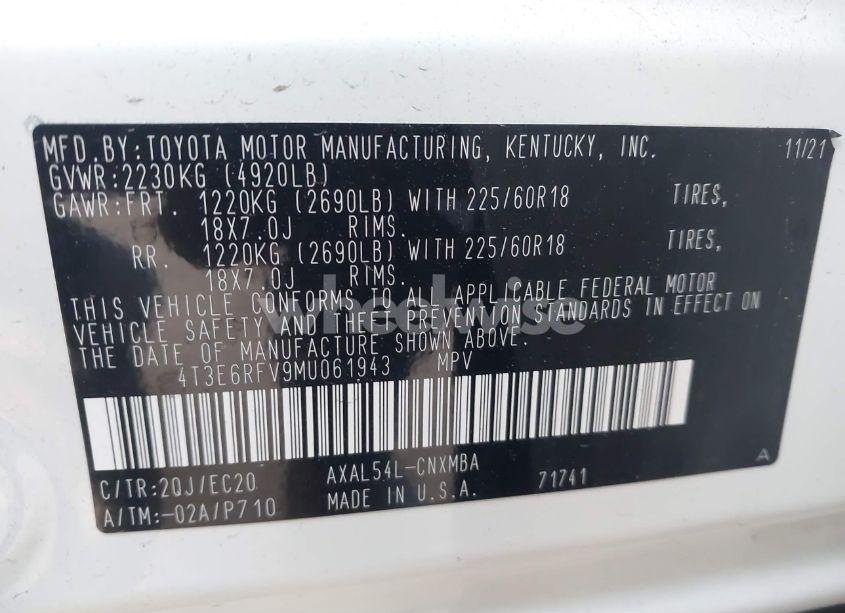 MFD.BY:TOYOTA MOTOR MANUFACTURING, KENTUCKY, INC. 11/21
GVWR:2230KG (4920LB)
GAWR:FRT. 1220KG (2690LB) WITH 225/60R18 TIRES,
18X7.0J RIMS.
RR. 1220KG (2690LB) WITH 225/60R18 TIRES,
18X7.0J RIMS.
THIS VEHICLE CONFORMS TO ALL APPLICABLE FEDERAL MOTOR
VEHICLE SAFETY AND THEFT PREVENTION STANDARDS IN EFFECT ON
THE DATE OF MANUFACTURE SHOWN ABOVE.
4T3E6RFV9MU061943 MPV
C/TR:2QJ/EC20 AXAL54L-CNXMBA
A/TM:-02A/P710 MADE IN U.S.A. 71741 A
wheelwise